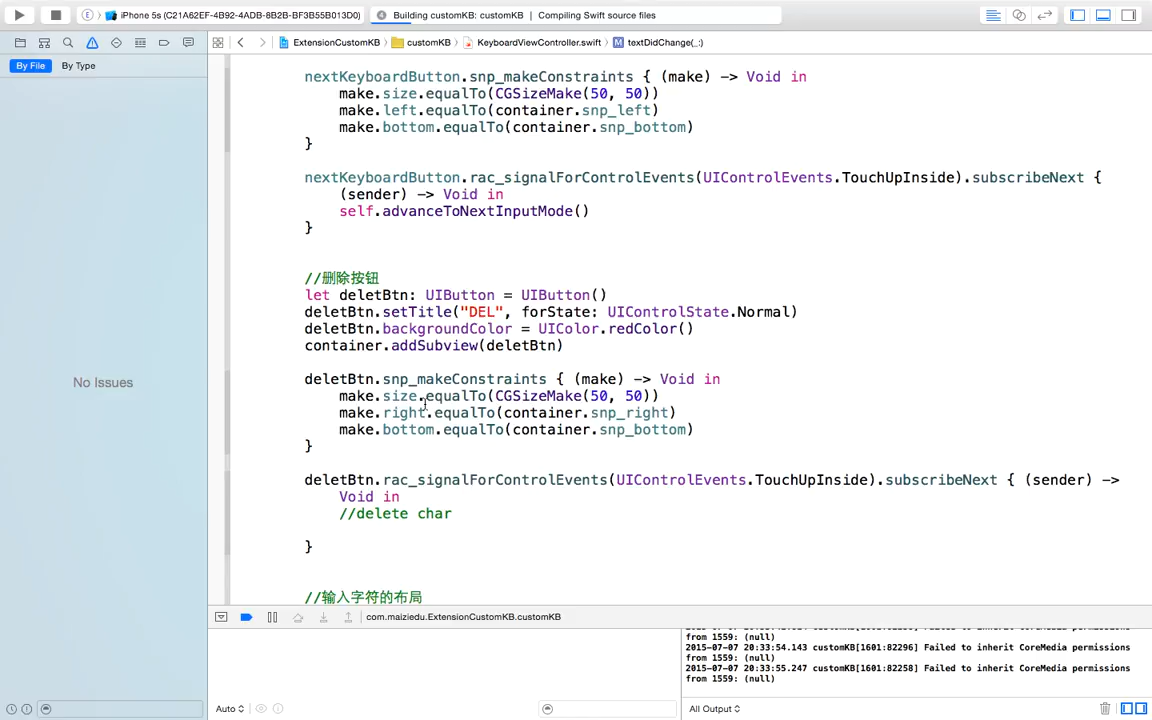 iPhone 5s (C21A62EF-4B92-4ADB-8B2B-BF3B55B013D0)
Building customKB: customKB | Compiling Swift source files
ExtensionCustomKB
customKB
KeyboardViewController.swift
textDidChange(_:)
By File
By Type
No Issues
nextKeyboardButton.snp_makeConstraints { (make) -> Void in
make.size.equalTo(CGSizeMake(50, 50))
make.left.equalTo(container.snp_left)
make.bottom.equalTo(container.snp_bottom)
}
nextKeyboardButton.rac_signalForControlEvents(UIControlEvents.TouchUpInside).subscribeNext {
(sender) -> Void in
self.advanceToNextInputMode()
}
//删除按钮
let deletBtn: UIButton = UIButton()
deletBtn.setTitle("DEL", forState: UIControlState.Normal)
deletBtn.backgroundColor = UIColor.redColor()
container.addSubview(deletBtn)
deletBtn.snp_makeConstraints { (make) -> Void in
make.size.equalTo(CGSizeMake(50, 50))
make.right.equalTo(container.snp_right)
make.bottom.equalTo(container.snp_bottom)
}
deletBtn.rac_signalForControlEvents(UIControlEvents.TouchUpInside).subscribeNext { (sender) ->
Void in
//delete char
}
//输入字符的布局
com.maiziedu.ExtensionCustomKB.customKB
from 1559: (null)
2015-07-07 20:33:54.143 customKB[1601:82296] Failed to inherit CoreMedia permissions
from 1559: (null)
2015-07-07 20:33:55.247 customKB[1601:82258] Failed to inherit CoreMedia permissions
from 1559: (null)
Auto
All Output